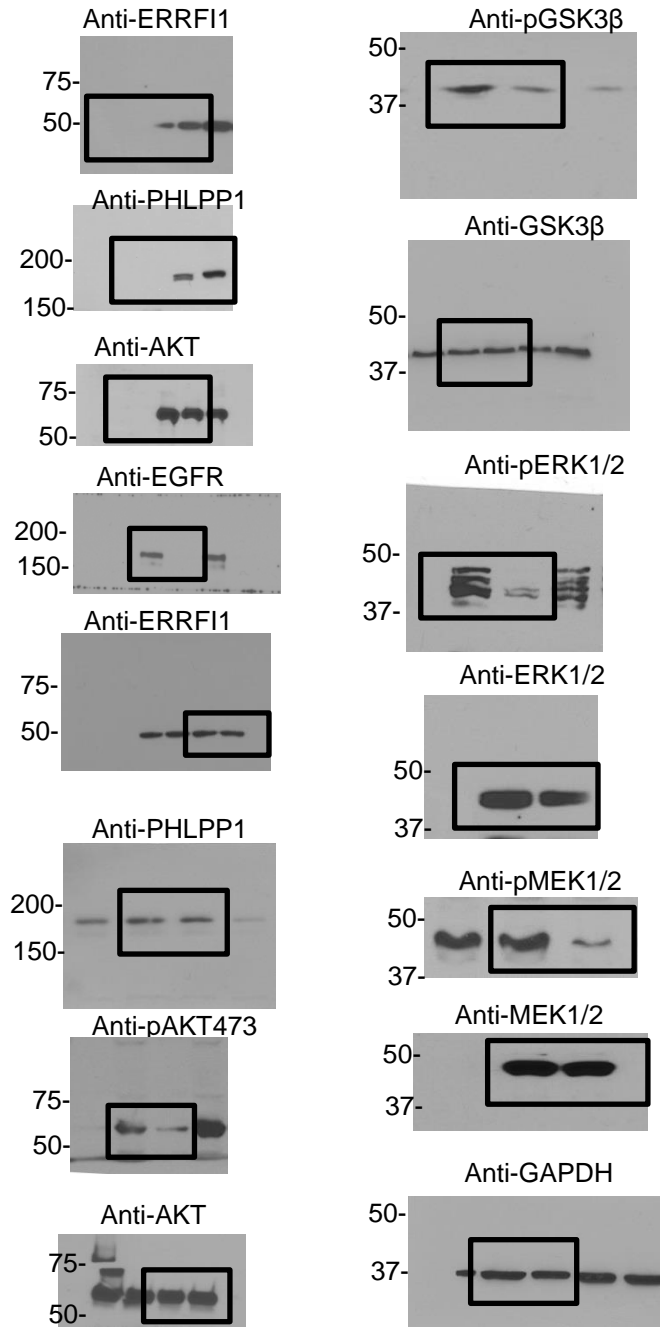 Anti-ERRFI1
75-
50-
Anti-PHLPP1
200-
150-
Anti-AKT
75-
50-
Anti-EGFR
200-
150-
Anti-ERRFI1
75-
50-
Anti-PHLPP1
200-
150-
Anti-pAKT473
75-
50-
Anti-AKT
75-
50-
Anti-pGSK3β
50-
37-
Anti-GSK3β
50-
37-
Anti-pERK1/2
50-
37-
Anti-ERK1/2
50-
37-
Anti-pMEK1/2
50-
37-
Anti-MEK1/2
50-
37-
Anti-GAPDH
50-
37-